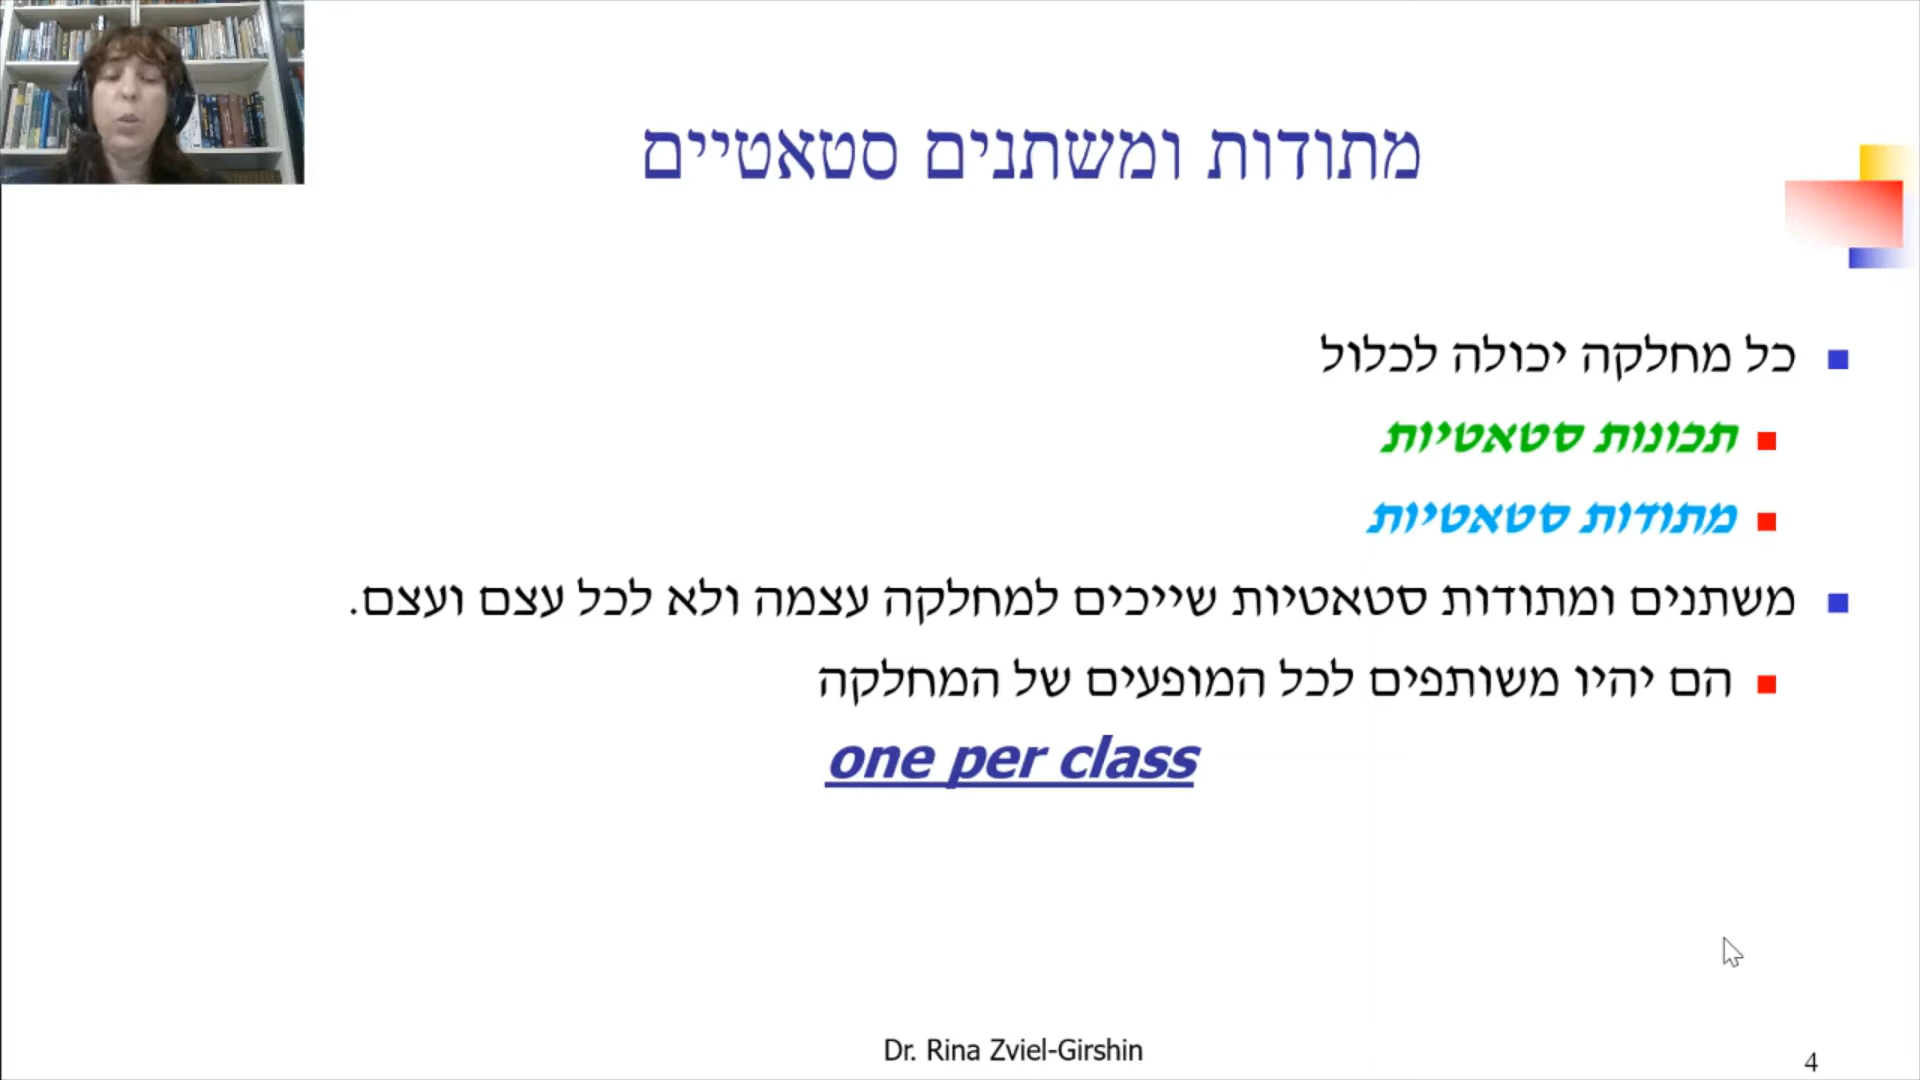 מתודות ומשתנים סטאטיים
כל מחלקה יכולה לכלול
תכונות סטאטיות
מתודות סטאטיות
משתנים ומתודות סטאטיות שייכים למחלקה עצמה ולא לכל עצם ועצם.
הם יהיו משותפים לכל המופעים של המחלקה
one per class
Dr. Rina Zviel-Girshin
4